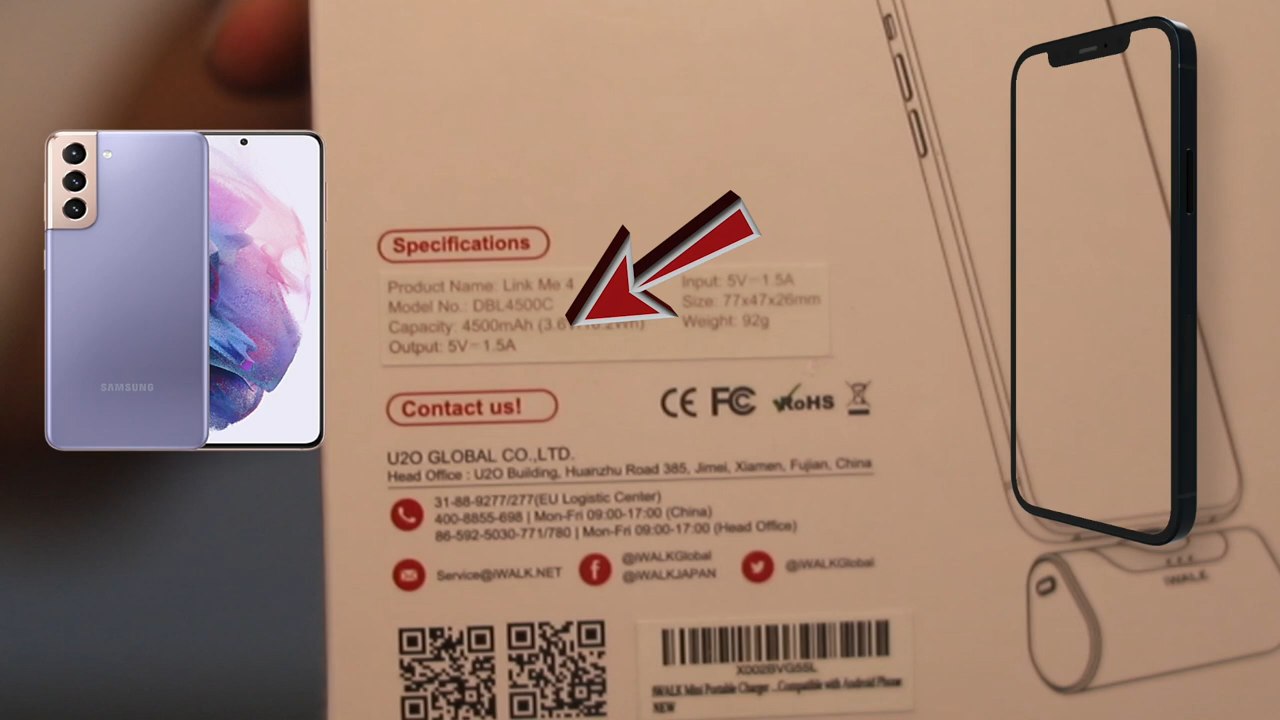 SAMSUNG
Specifications
Product Name: Link Me 4
Model No.: DBL4500C
Capacity: 4500mAh (3.6
Output: 5V⎓1.5A
Input: 5V⎓1.5A
Size: 77x47x26mm
Weight: 92g
Contact us!
CE FC RoHS
U2O GLOBAL CO.,LTD.
Head Office : U2O Building, Huanzhu Road 385, Jimei, Xiamen, Fujian, China
31-88-9277/277(EU Logistic Center)
400-8855-698 | Mon-Fri 09:00-17:00 (China)
86-592-5030-771/780 | Mon-Fri 09:00-17:00 (Head Office)
Service@iWALK.NET
@iWALKGlobal
@iWALKJAPAN
@iWALKGlobal
iWALK
X002BVG55L
iWALK Mini Portable Charger ...Compatible with Android Phone
NEW